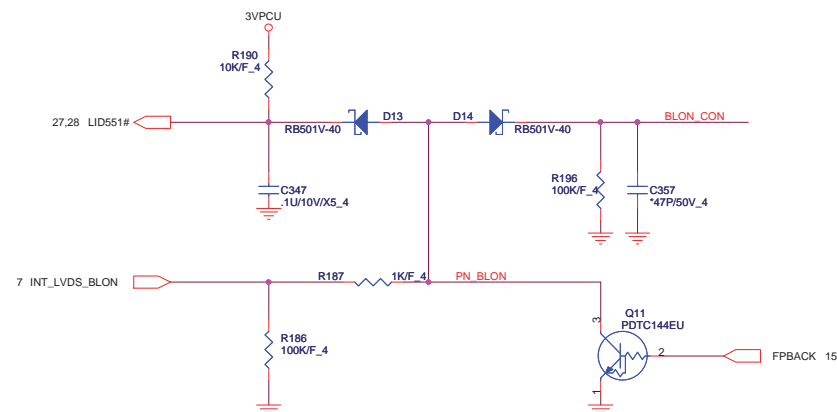 3VPCU
R190
10K/F_4
27,28 LID551#
D13
RB501V-40
D14
RB501V-40
BLON_CON
C347
.1U/10V/X5_4
R196
100K/F_4
C357
*47P/50V_4
7 INT_LVDS_BLON
R187
1K/F_4
PN_BLON
R186
100K/F_4
Q11
PDTC144EU
3
2
1
FPBACK 15